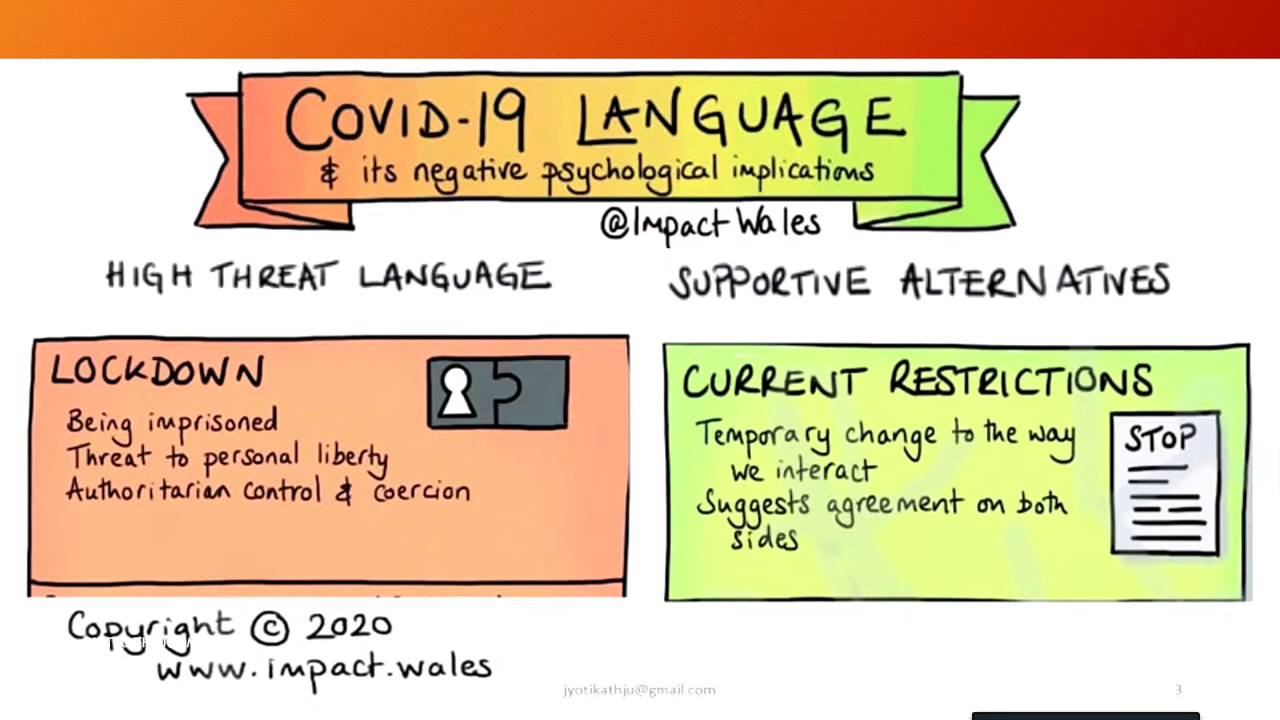 COVID-19 LANGUAGE
& its negative psychological implications
@ImpactWales
HIGH THREAT LANGUAGE
SUPPORTIVE ALTERNATIVES
LOCKDOWN
Being imprisoned
Threat to personal liberty
Authoritarian control & coercion
CURRENT RESTRICTIONS
Temporary change to the way
we interact
Suggests agreement on both
sides
STOP
Copyright © 2020
www.impact.wales
jyotikathju@gmail.com
3